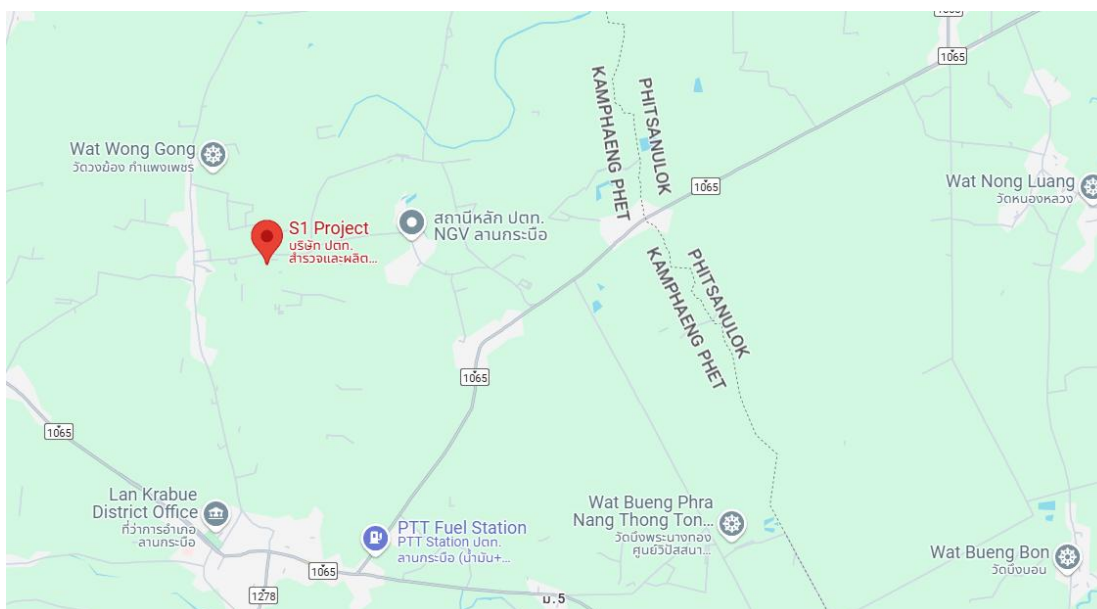 1065
KAMPHAENG PHET
PHITSANULOK
1065
Wat Wong Gong
วัดวงฆ้อง กำแพงเพชร
1065
Wat Nong Luang
วัดหนองหลวง
S1 Project
บริษัท ปตท.
สำรวจและผลิต...
สถานีหลัก ปตท.
NGV ลานกระบือ
KAMPHAENG PHET
PHITSANULOK
1065
1065
Lan Krabue
District Office
ที่ว่าการอำเภอ
ลานกระบือ
PTT Fuel Station
PTT Station ปตท.
ลานกระบือ (น้ำมัน+...
Wat Bueng Phra
Nang Thong Ton...
วัดบึงพระนางทอง
ศูนย์วิปัสสนา...
Wat Bueng Bon
วัดบึงบอน
1065
1278
ม.5